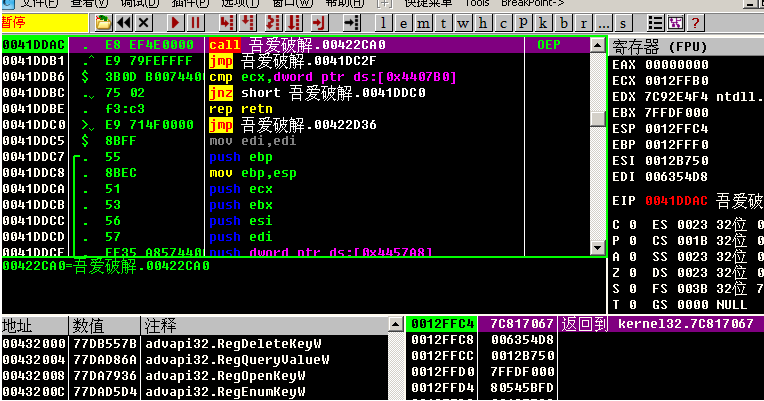 文件(F) 查看(V) 调试(D) 插件(P) 选项(T) 窗口(W) 帮助(H) [+] 快捷菜单 Tools BreakPoint->
暂停
l e m t w h c p k b r ... s
0041DDAC . E8 EF4E0000 call 吾爱破解.00422CA0 OEP
0041DDB1 .^ E9 79FEFFFF jmp 吾爱破解.0041DC2F
0041DDB6 $ 3B0D B0074400 cmp ecx,dword ptr ds:[0x4407B0]
0041DDBC .v 75 02 jnz short 吾爱破解.0041DDC0
0041DDBE . f3:c3 rep retn
0041DDC0 >v E9 714F0000 jmp 吾爱破解.00422D36
0041DDC5 $ 8BFF mov edi,edi
0041DDC7 . 55 push ebp
0041DDC8 . 8BEC mov ebp,esp
0041DDCA . 51 push ecx
0041DDCB . 53 push ebx
0041DDCC . 56 push esi
0041DDCD . 57 push edi
0041DDCE . FF35 A8574400 push dword ptr ds:[0x4457A8]
00422CA0=吾爱破解.00422CA0
寄存器 (FPU)
EAX 00000000
ECX 0012FFB0
EDX 7C92E4F4 ntdll.
EBX 7FFDF000
ESP 0012FFC4
EBP 0012FFF0
ESI 0012B750
EDI 006354D8
EIP 0041DDAC 吾爱破
C 0 ES 0023 32位 0
P 0 CS 001B 32位 0
A 0 SS 0023 32位 0
Z 0 DS 0023 32位 0
S 0 FS 003B 32位 7
T 0 GS 0000 NULL
地址 数值 注释
00432000 77DB557B advapi32.RegDeleteKeyW
00432004 77DAD86A advapi32.RegQueryValueW
00432008 77DA7936 advapi32.RegOpenKeyW
0043200C 77DAD5D4 advapi32.RegEnumKeyW
0012FFC4 7C817067 返回到 kernel32.7C817067
0012FFC8 006354D8
0012FFCC 0012B750
0012FFD0 7FFDF000
0012FFD4 80545BFD